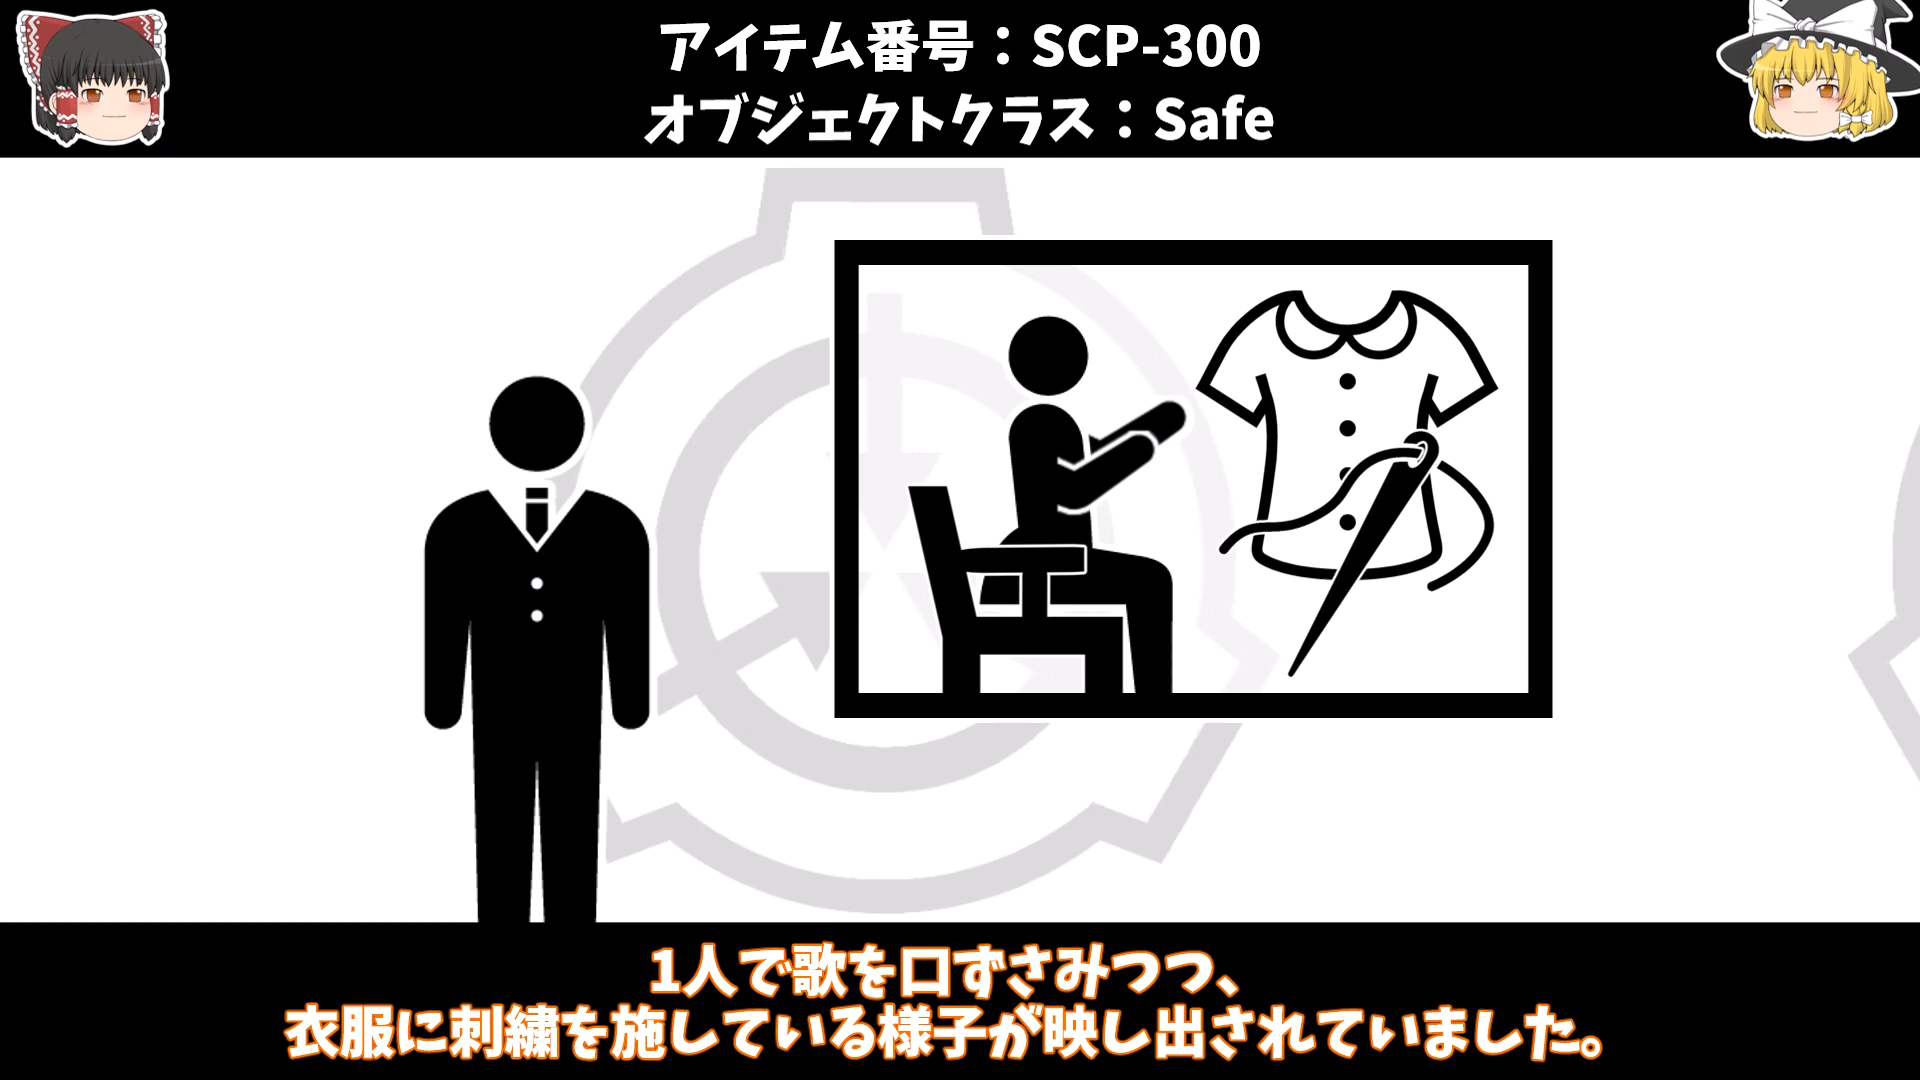 アイテム番号：SCP-300
オブジェクトクラス：Safe
1人で歌を口ずさみつつ、
衣服に刺繍を施している様子が映し出されていました。